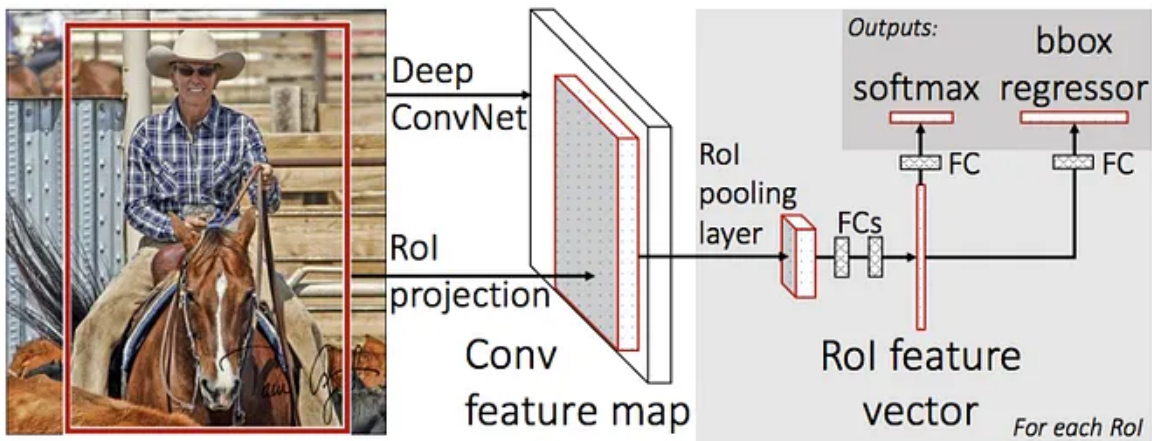 Deep
ConvNet
RoI
projection
Conv
feature map
RoI
pooling
layer
FCs
Outputs:
softmax
bbox
regressor
FC
FC
RoI feature
vector
For each RoI